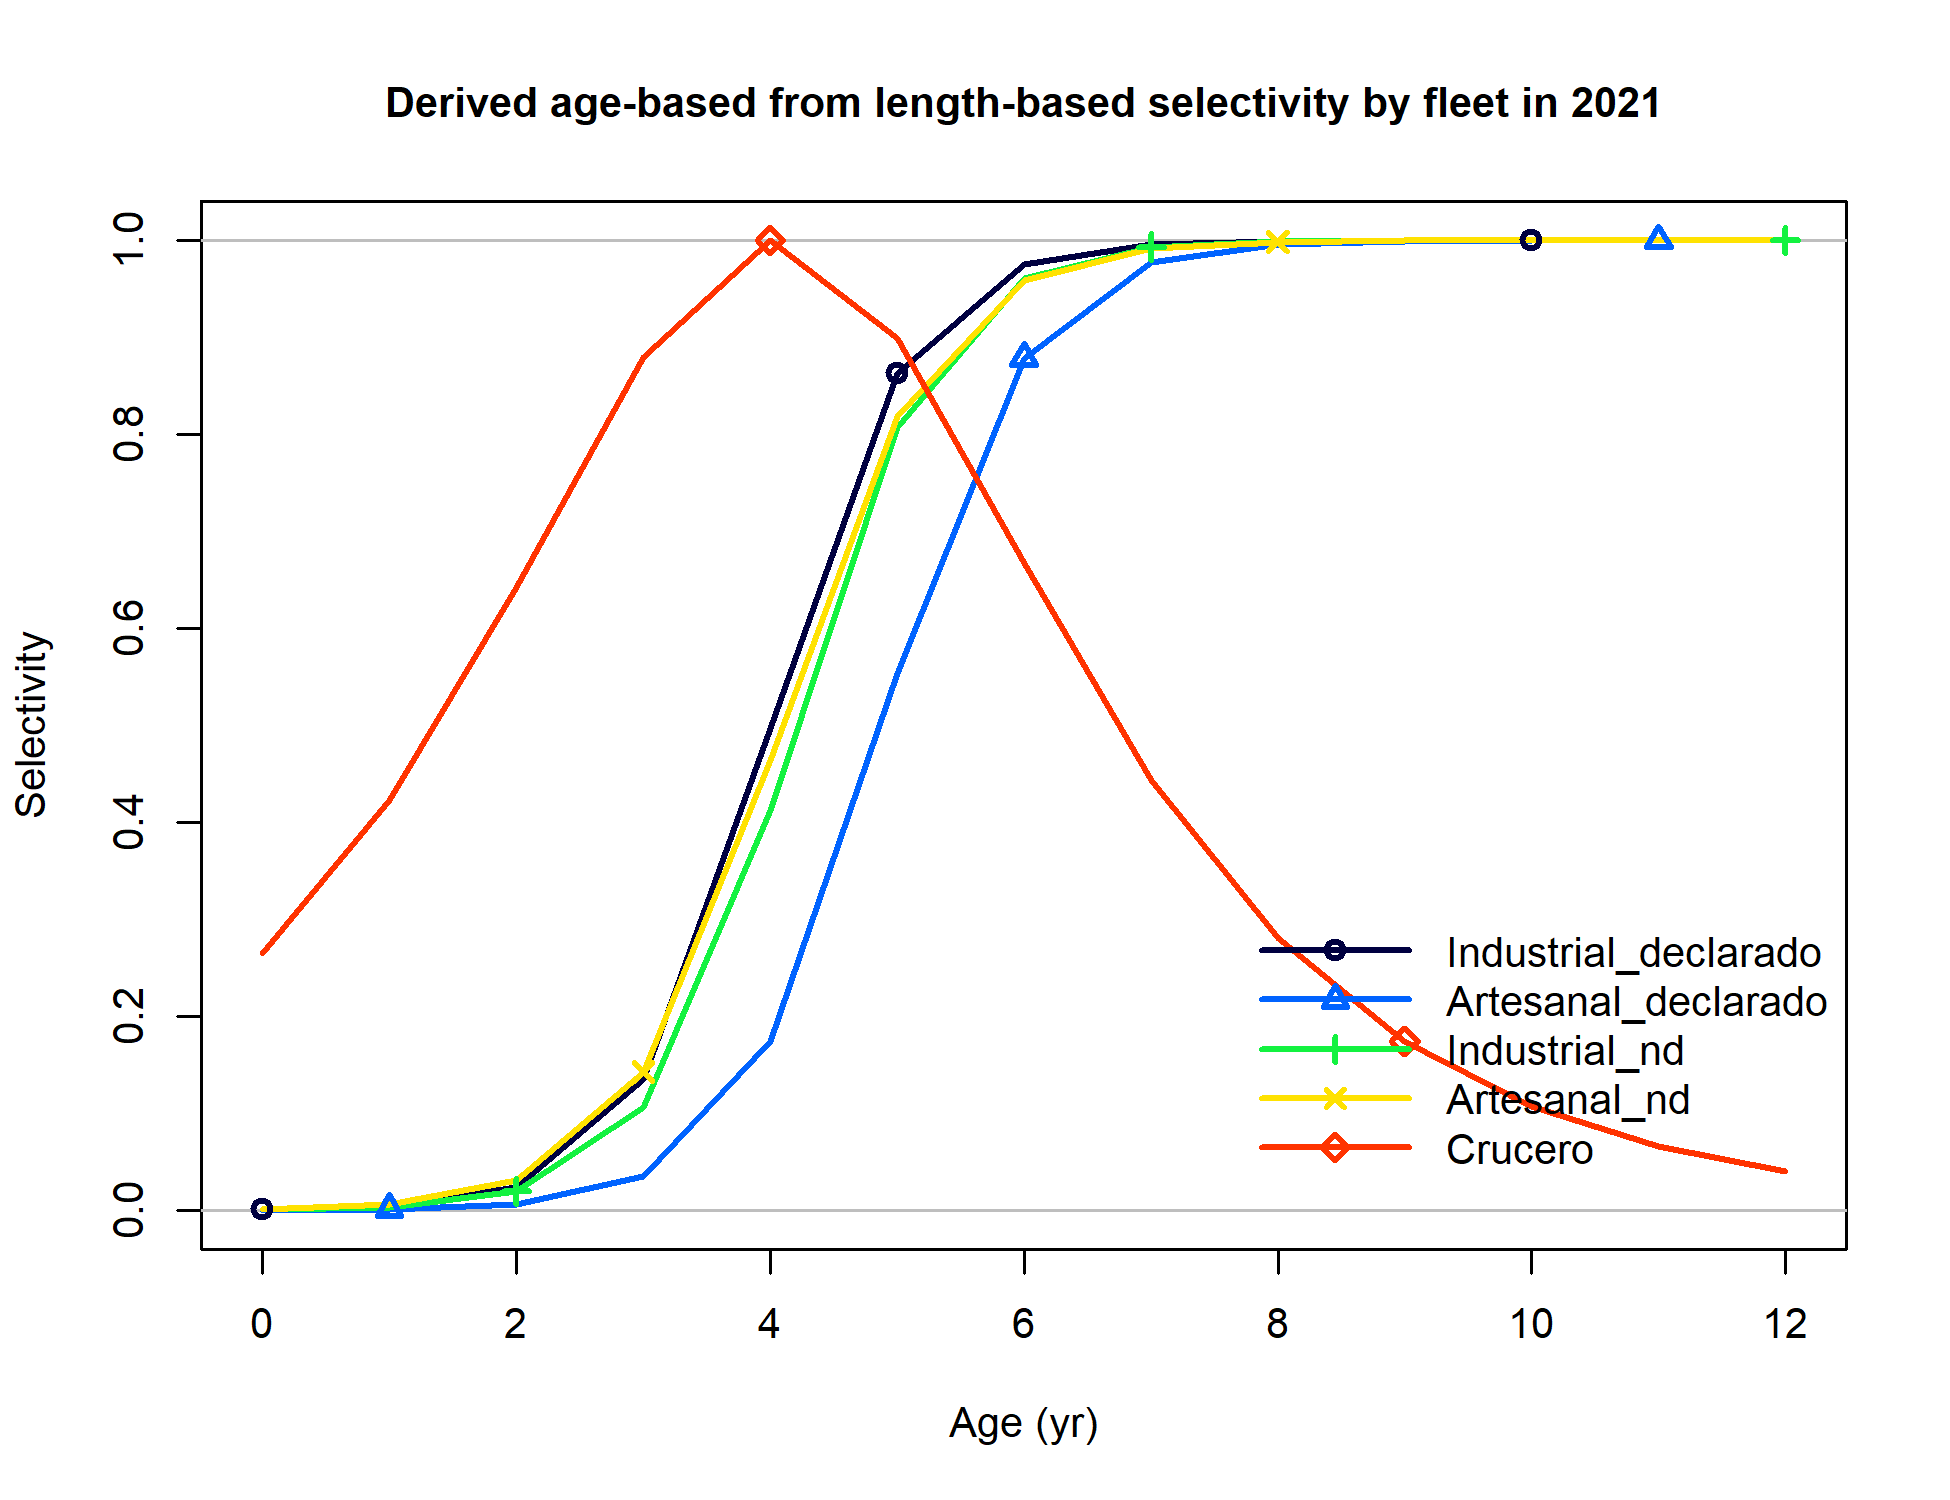 Derived age-based from length-based selectivity by fleet in 2021
Selectivity
1.0
0.8
0.6
0.4
0.2
0.0
Industrial_declarado
Artesanal_declarado
Industrial_nd
Artesanal_nd
Crucero
0 2 4 6 8 10 12
Age (yr)